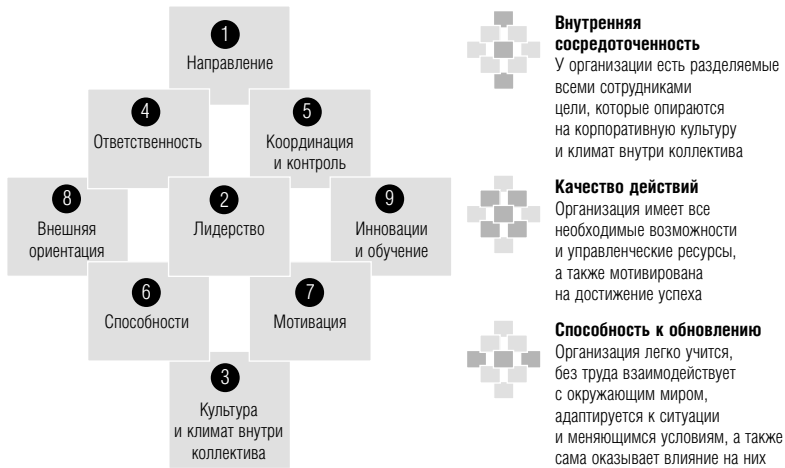 1
Направление
4
Ответственность
5
Координация
и контроль
8
Внешняя
ориентация
2
Лидерство
9
Инновации
и обучение
6
Способности
7
Мотивация
3
Культура
и климат внутри
коллектива
Внутренняя
сосредоточенность
У организации есть разделяемые
всеми сотрудниками
цели, которые опираются
на корпоративную культуру
и климат внутри коллектива
Качество действий
Организация имеет все
необходимые возможности
и управленческие ресурсы,
а также мотивирована
на достижение успеха
Способность к обновлению
Организация легко учится,
без труда взаимодействует
с окружающим миром,
адаптируется к ситуации
и меняющимся условиям, а также
сама оказывает влияние на них